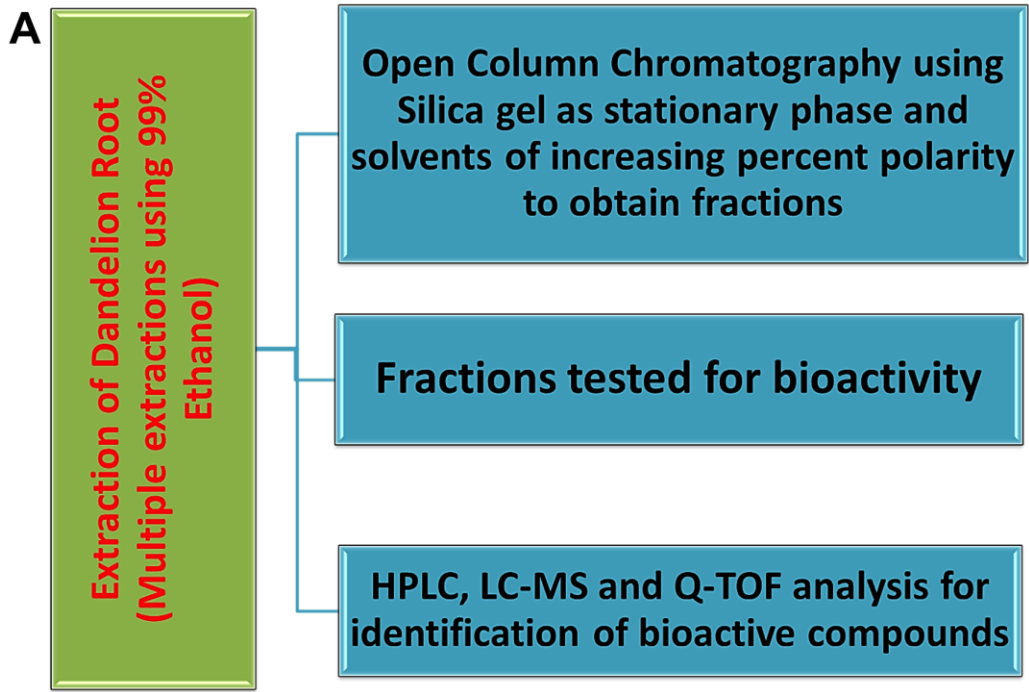 A
Extraction of Dandelion Root
(Multiple extractions using 99%
Ethanol)
Open Column Chromatography using
Silica gel as stationary phase and
solvents of increasing percent polarity
to obtain fractions
Fractions tested for bioactivity
HPLC, LC-MS and Q-TOF analysis for
identification of bioactive compounds